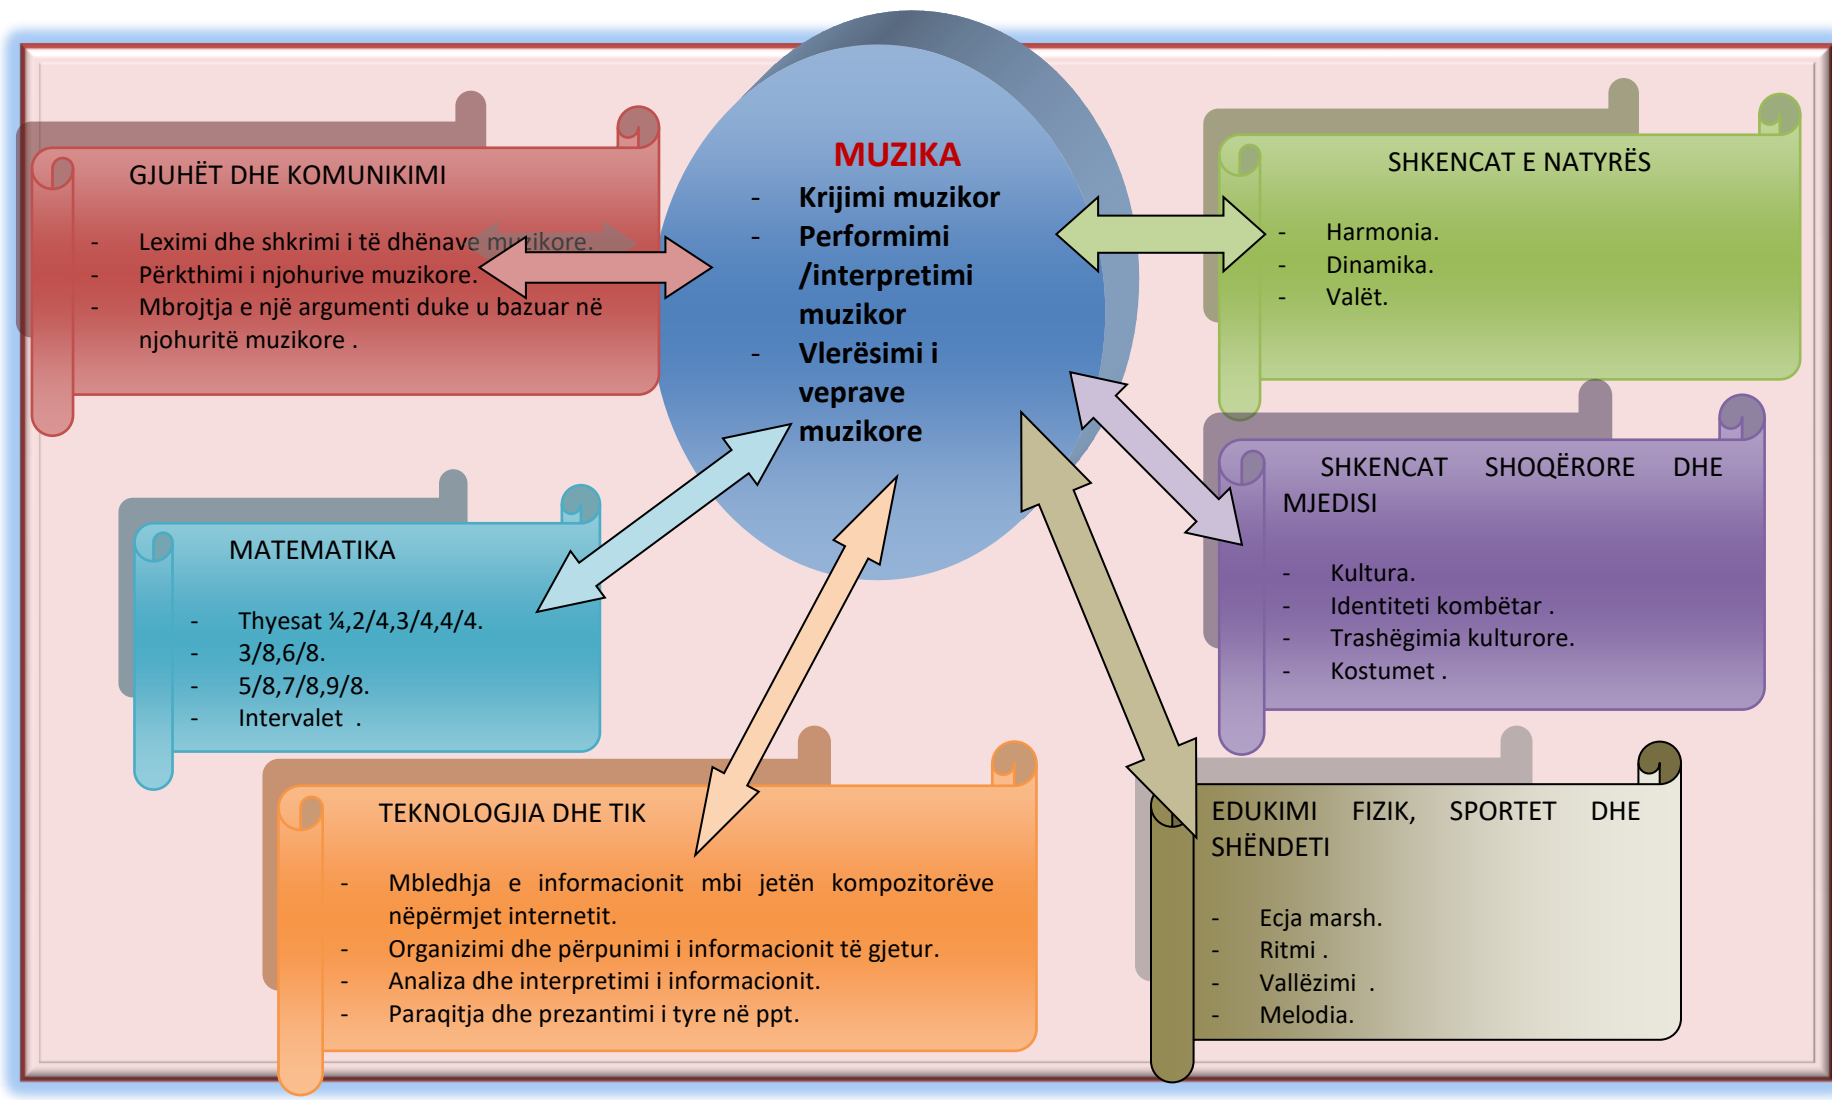 MUZIKA
- Krijimi muzikor
- Performimi
/interpretimi
muzikor
- Vlerësimi i
veprave
muzikore
GJUHËT DHE KOMUNIKIMI
- Leximi dhe shkrimi i të dhënave muzikore.
- Përkthimi i njohurive muzikore.
- Mbrojtja e një argumenti duke u bazuar në
njohuritë muzikore .
SHKENCAT E NATYRËS
- Harmonia.
- Dinamika.
- Valët.
MATEMATIKA
- Thyesat ¼,2/4,3/4,4/4.
- 3/8,6/8.
- 5/8,7/8,9/8.
- Intervalet .
SHKENCAT SHOQËRORE DHE
MJEDISI
- Kultura.
- Identiteti kombëtar .
- Trashëgimia kulturore.
- Kostumet .
TEKNOLOGJIA DHE TIK
- Mbledhja e informacionit mbi jetën kompozitorëve
nëpërmjet internetit.
- Organizimi dhe përpunimi i informacionit të gjetur.
- Analiza dhe interpretimi i informacionit.
- Paraqitja dhe prezantimi i tyre në ppt.
EDUKIMI FIZIK, SPORTET DHE
SHËNDETI
- Ecja marsh.
- Ritmi .
- Vallëzimi .
- Melodia.